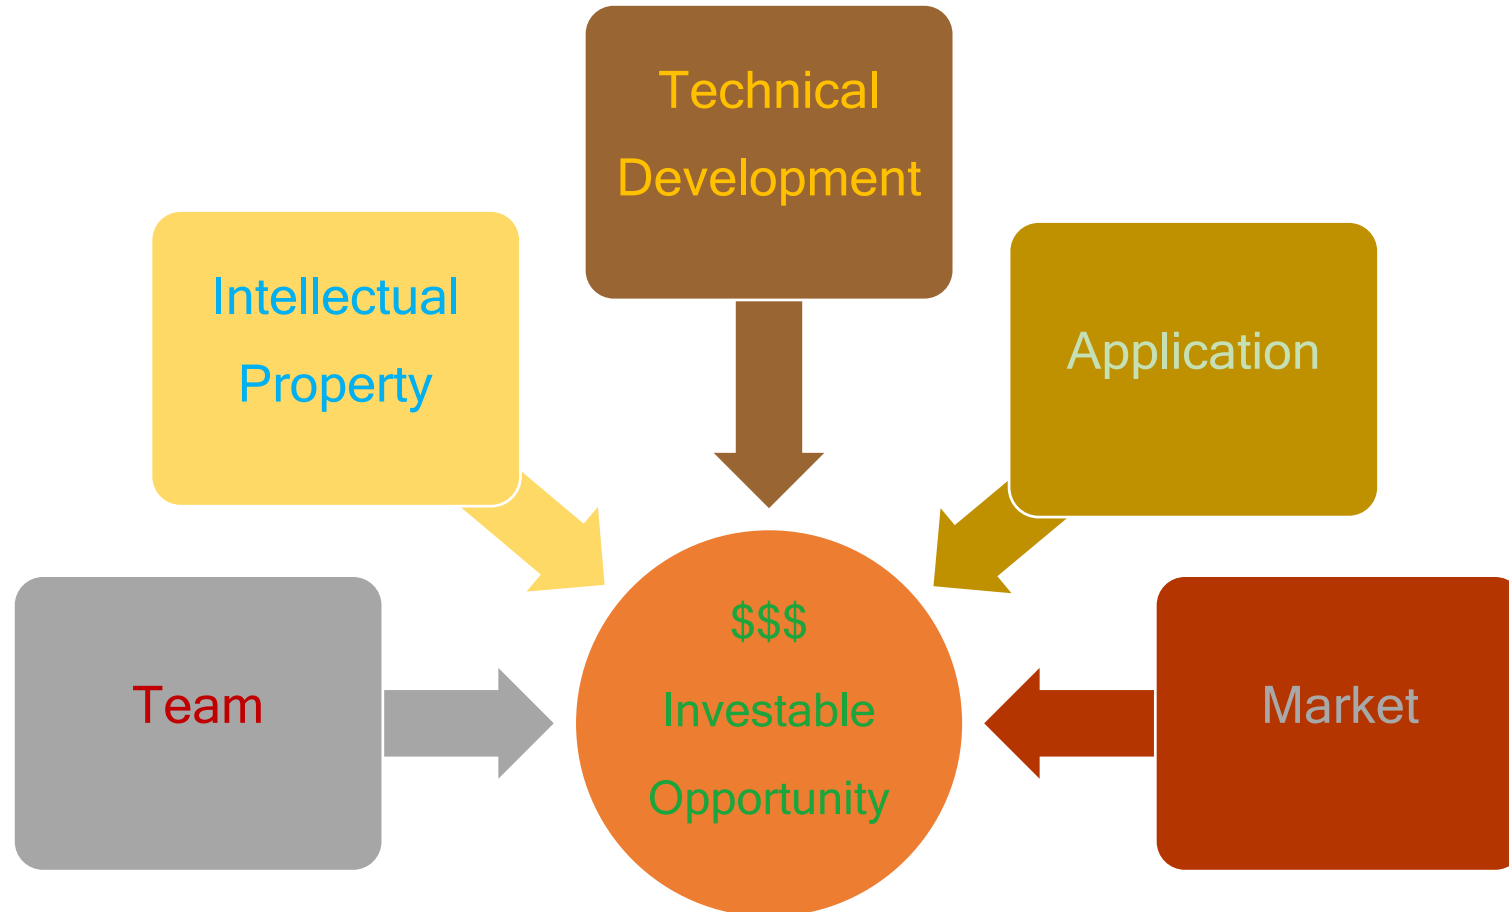 Technical
Development
Intellectual
Property
Application
Team
$$$
Investable
Opportunity
Market